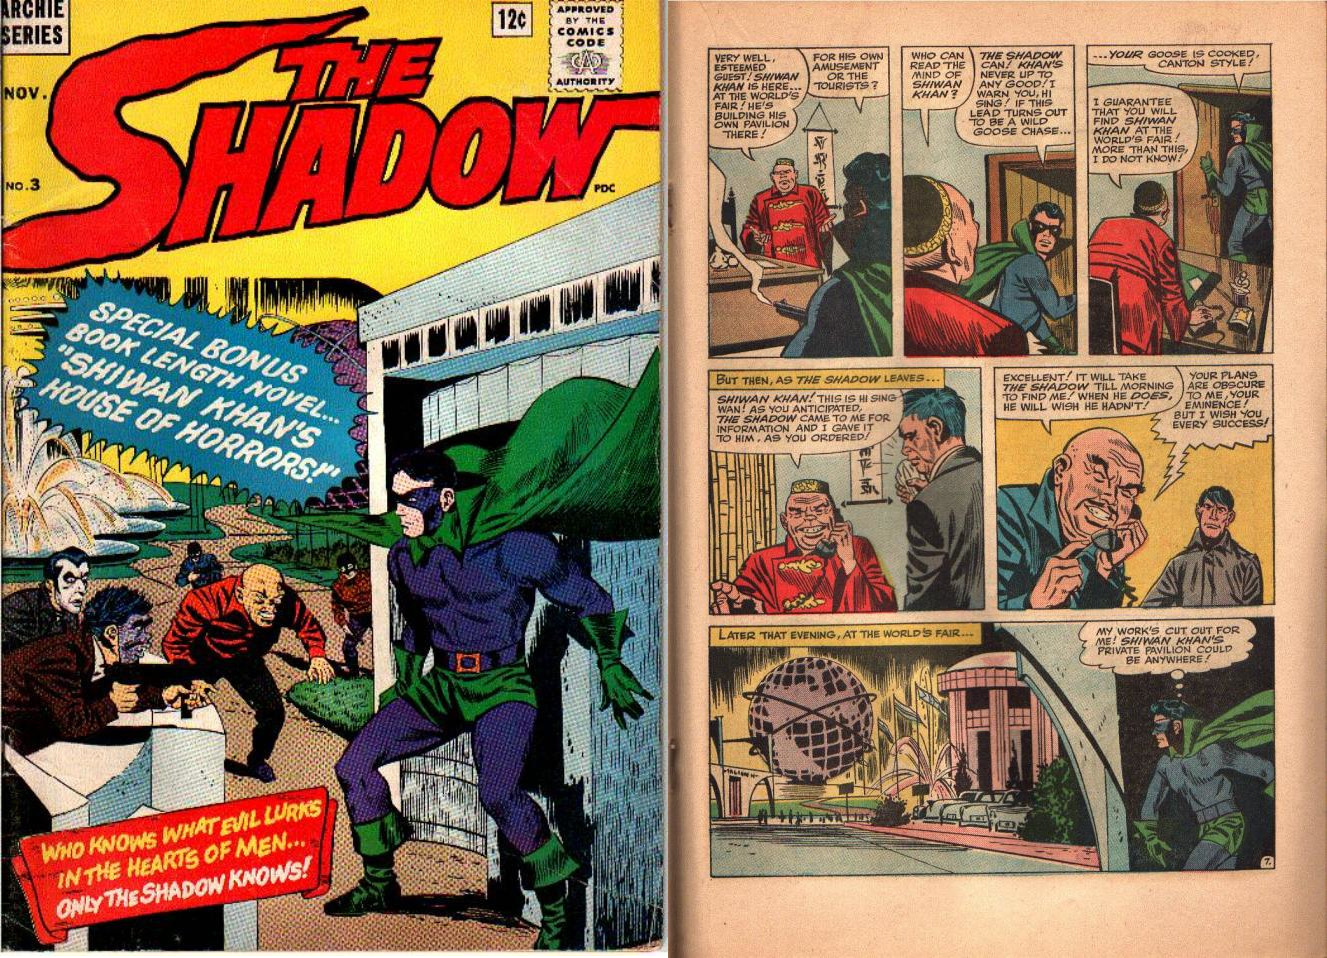 ARCHIE
SERIES
12¢
APPROVED
BY THE
COMICS
CODE
CA
AUTHORITY
THE
SHADOW
NOV.
NO.3
PDC
SPECIAL BONUS
BOOK LENGTH NOVEL...
"SHIWAN KHAN'S
HOUSE OF HORRORS!"
WHO KNOWS WHAT EVIL LURKS
IN THE HEARTS OF MEN...
ONLY THE SHADOW KNOWS!
VERY WELL,
ESTEEMED
GUEST! SHIWAN
KHAN IS HERE...
AT THE WORLD'S
FAIR! HE'S
BUILDING HIS
OWN PAVILION
THERE!
FOR HIS OWN
AMUSEMENT
OR THE
TOURISTS?
WHO CAN
READ THE
MIND OF
SHIWAN
KHAN?
THE SHADOW
CAN! KHAN'S
NEVER UP TO
ANY GOOD! I
WARN YOU, HI
SING! IF THIS
LEAD TURNS OUT
TO BE A WILD
GOOSE CHASE...
...YOUR GOOSE IS COOKED,
CANTON STYLE!
I GUARANTEE
THAT YOU WILL
FIND SHIWAN
KHAN AT THE
WORLD'S FAIR!
MORE THAN THIS,
I DO NOT KNOW!
BUT THEN, AS THE SHADOW LEAVES...
SHIWAN KHAN! THIS IS HI SING
WAN! AS YOU ANTICIPATED,
THE SHADOW CAME TO ME FOR
INFORMATION AND I GAVE IT
TO HIM, AS YOU ORDERED!
EXCELLENT! IT WILL TAKE
THE SHADOW TILL MORNING
TO FIND ME! WHEN HE DOES,
HE WILL WISH HE HADN'T!
YOUR PLANS
ARE OBSCURE
TO ME, YOUR
EMINENCE!
BUT I WISH YOU
EVERY SUCCESS!
LATER THAT EVENING, AT THE WORLD'S FAIR...
MY WORK'S CUT OUT FOR
ME! SHIWAN KHAN'S
PRIVATE PAVILION COULD
BE ANYWHERE!
7.